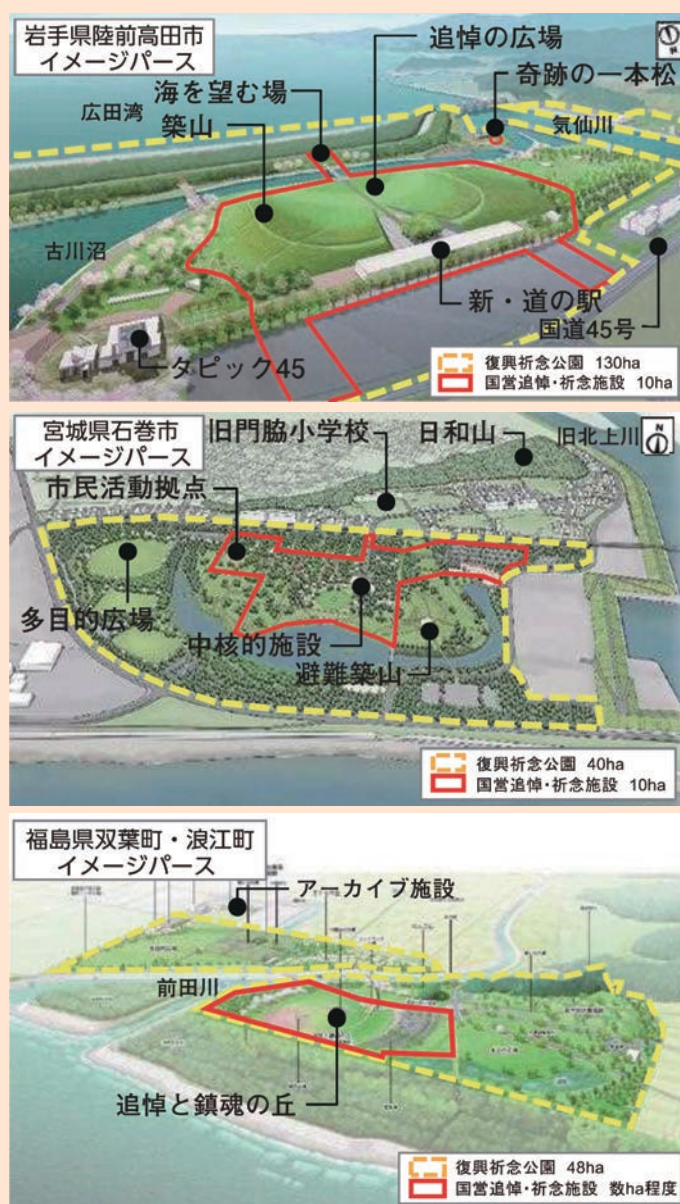 岩手県陸前高田市
イメージパース
追悼の広場
奇跡の一本松
海を望む場
広田湾
築山
気仙川
古川沼
新・道の駅
国道45号
タピック45
復興祈念公園 130ha
国営追悼・祈念施設 10ha
N
宮城県石巻市
イメージパース
旧門脇小学校
日和山
旧北上川
N
市民活動拠点
多目的広場
中核的施設
避難築山
復興祈念公園 40ha
国営追悼・祈念施設 10ha
福島県双葉町・浪江町
イメージパース
アーカイブ施設
前田川
追悼と鎮魂の丘
復興祈念公園 48ha
国営追悼・祈念施設 数ha程度